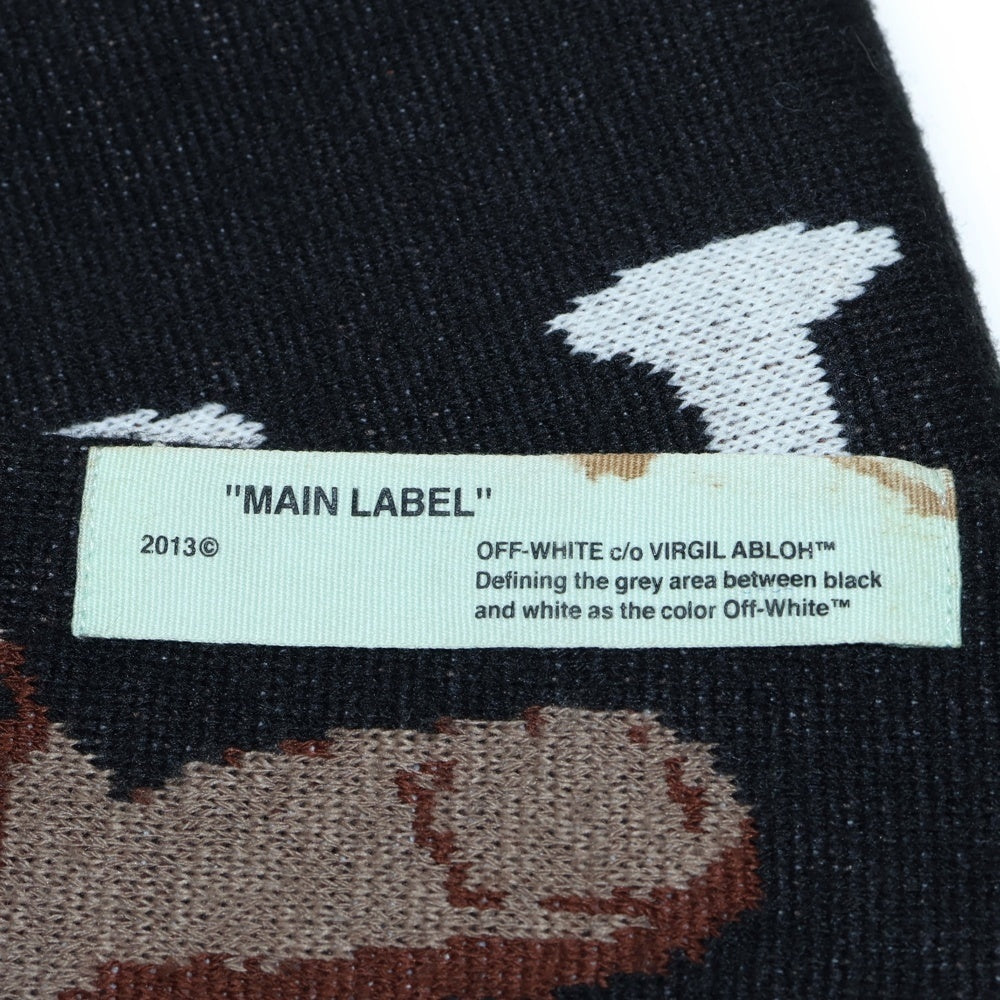 "MAIN LABEL"
2013©
OFF-WHITE c/o VIRGIL ABLOH™
Defining the grey area between black
and white as the color Off-White™